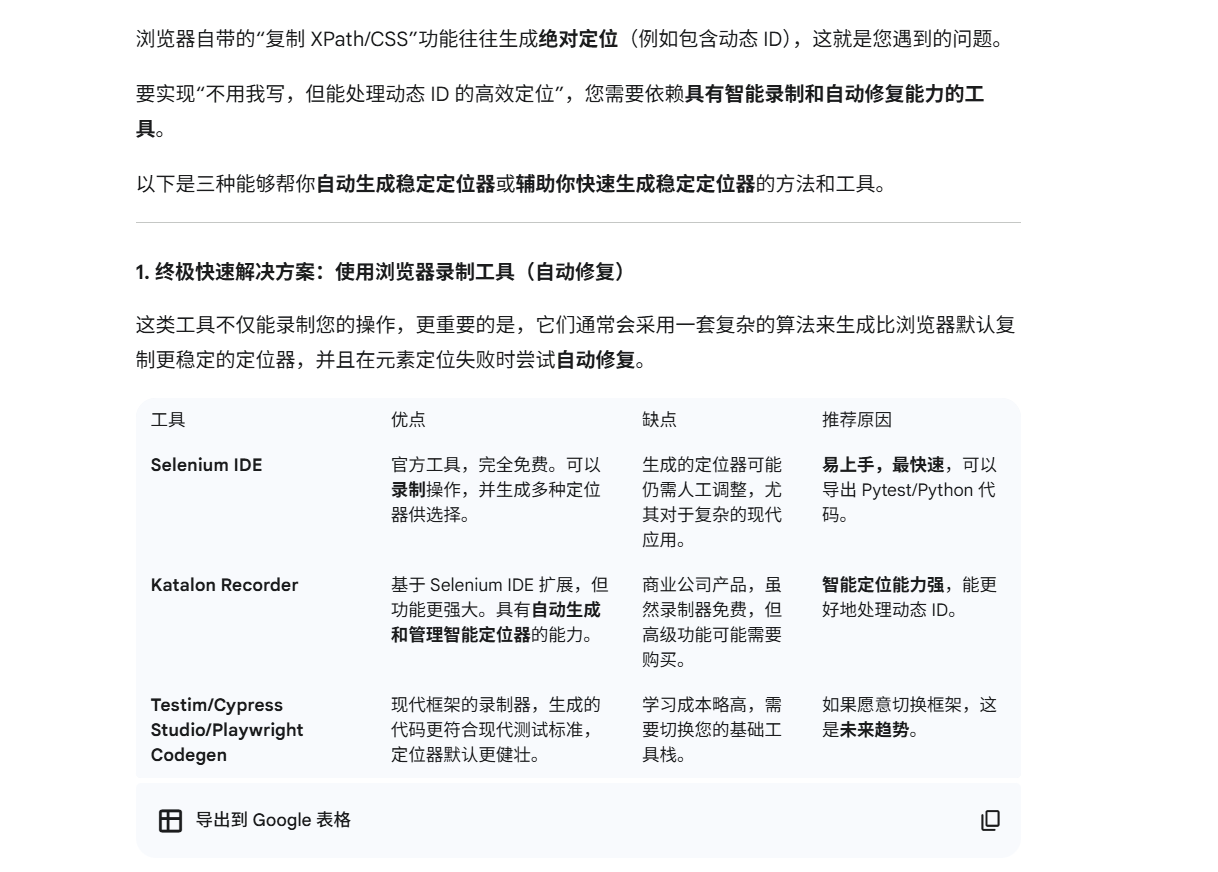 浏览器自带的“复制 XPath/CSS”功能往往生成绝对定位（例如包含动态 ID），这就是您遇到的问题。
要实现“不用我写，但能处理动态 ID 的高效定位”，您需要依赖具有智能录制和自动修复能力的工
具。
以下是三种能够帮你自动生成稳定定位器或辅助你快速生成稳定定位器的方法和工具。
1. 终极快速解决方案：使用浏览器录制工具（自动修复）
这类工具不仅能录制您的操作，更重要的是，它们通常会采用一套复杂的算法来生成比浏览器默认复
制更稳定的定位器，并且在元素定位失败时尝试自动修复。
工具 优点 缺点 推荐原因
Selenium IDE
官方工具，完全免费。可以
录制操作，并生成多种定位
器供选择。
生成的定位器可能
仍需人工调整，尤
其对于复杂的现代
应用。
易上手，最快速，可以
导出 Pytest/Python 代
码。
Katalon Recorder
基于 Selenium IDE 扩展，但
功能更强大。具有自动生成
和管理智能定位器的能力。
商业公司产品，虽
然录制器免费，但
高级功能可能需要
购买。
智能定位能力强，能更
好地处理动态 ID。
Testim/Cypress
Studio/Playwright
Codegen
现代框架的录制器，生成的
代码更符合现代测试标准，
定位器默认更健壮。
学习成本略高，需
要切换您的基础工
具栈。
如果愿意切换框架，这
是未来趋势。
导出到 Google 表格